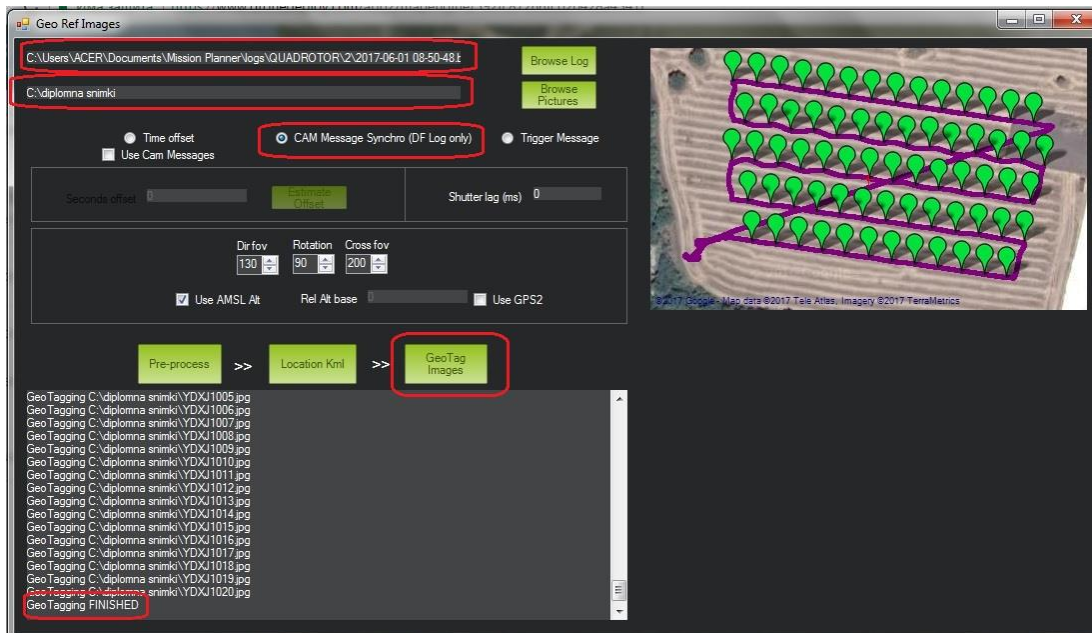 Geo Ref Images
C:\Users\ACER\Documents\Mission Planner\logs\QUADROTOR\2\2017-06-01 08-50-48.b
Browse Log
C:\diplomna snimki
Browse Pictures
Time offset
CAM Message Synchro (DF Log only)
Trigger Message
Use Cam Messages
Seconds offset 0
Estimate Offset
Shutter lag (ms) 0
Dir fov
Rotation
Cross fov
130
90
200
Use AMSL Alt
Rel Alt base 0
Use GPS2
©2017 Google - Map data ©2017 Tele Atlas, Imagery ©2017 TerraMetrics
Pre-process >> Location Kml >> GeoTag Images
GeoTagging C:\diplomna snimki\YDXJ1005.jpg
GeoTagging C:\diplomna snimki\YDXJ1006.jpg
GeoTagging C:\diplomna snimki\YDXJ1007.jpg
GeoTagging C:\diplomna snimki\YDXJ1008.jpg
GeoTagging C:\diplomna snimki\YDXJ1009.jpg
GeoTagging C:\diplomna snimki\YDXJ1010.jpg
GeoTagging C:\diplomna snimki\YDXJ1011.jpg
GeoTagging C:\diplomna snimki\YDXJ1012.jpg
GeoTagging C:\diplomna snimki\YDXJ1013.jpg
GeoTagging C:\diplomna snimki\YDXJ1014.jpg
GeoTagging C:\diplomna snimki\YDXJ1015.jpg
GeoTagging C:\diplomna snimki\YDXJ1016.jpg
GeoTagging C:\diplomna snimki\YDXJ1017.jpg
GeoTagging C:\diplomna snimki\YDXJ1018.jpg
GeoTagging C:\diplomna snimki\YDXJ1019.jpg
GeoTagging C:\diplomna snimki\YDXJ1020.jpg
GeoTagging FINISHED